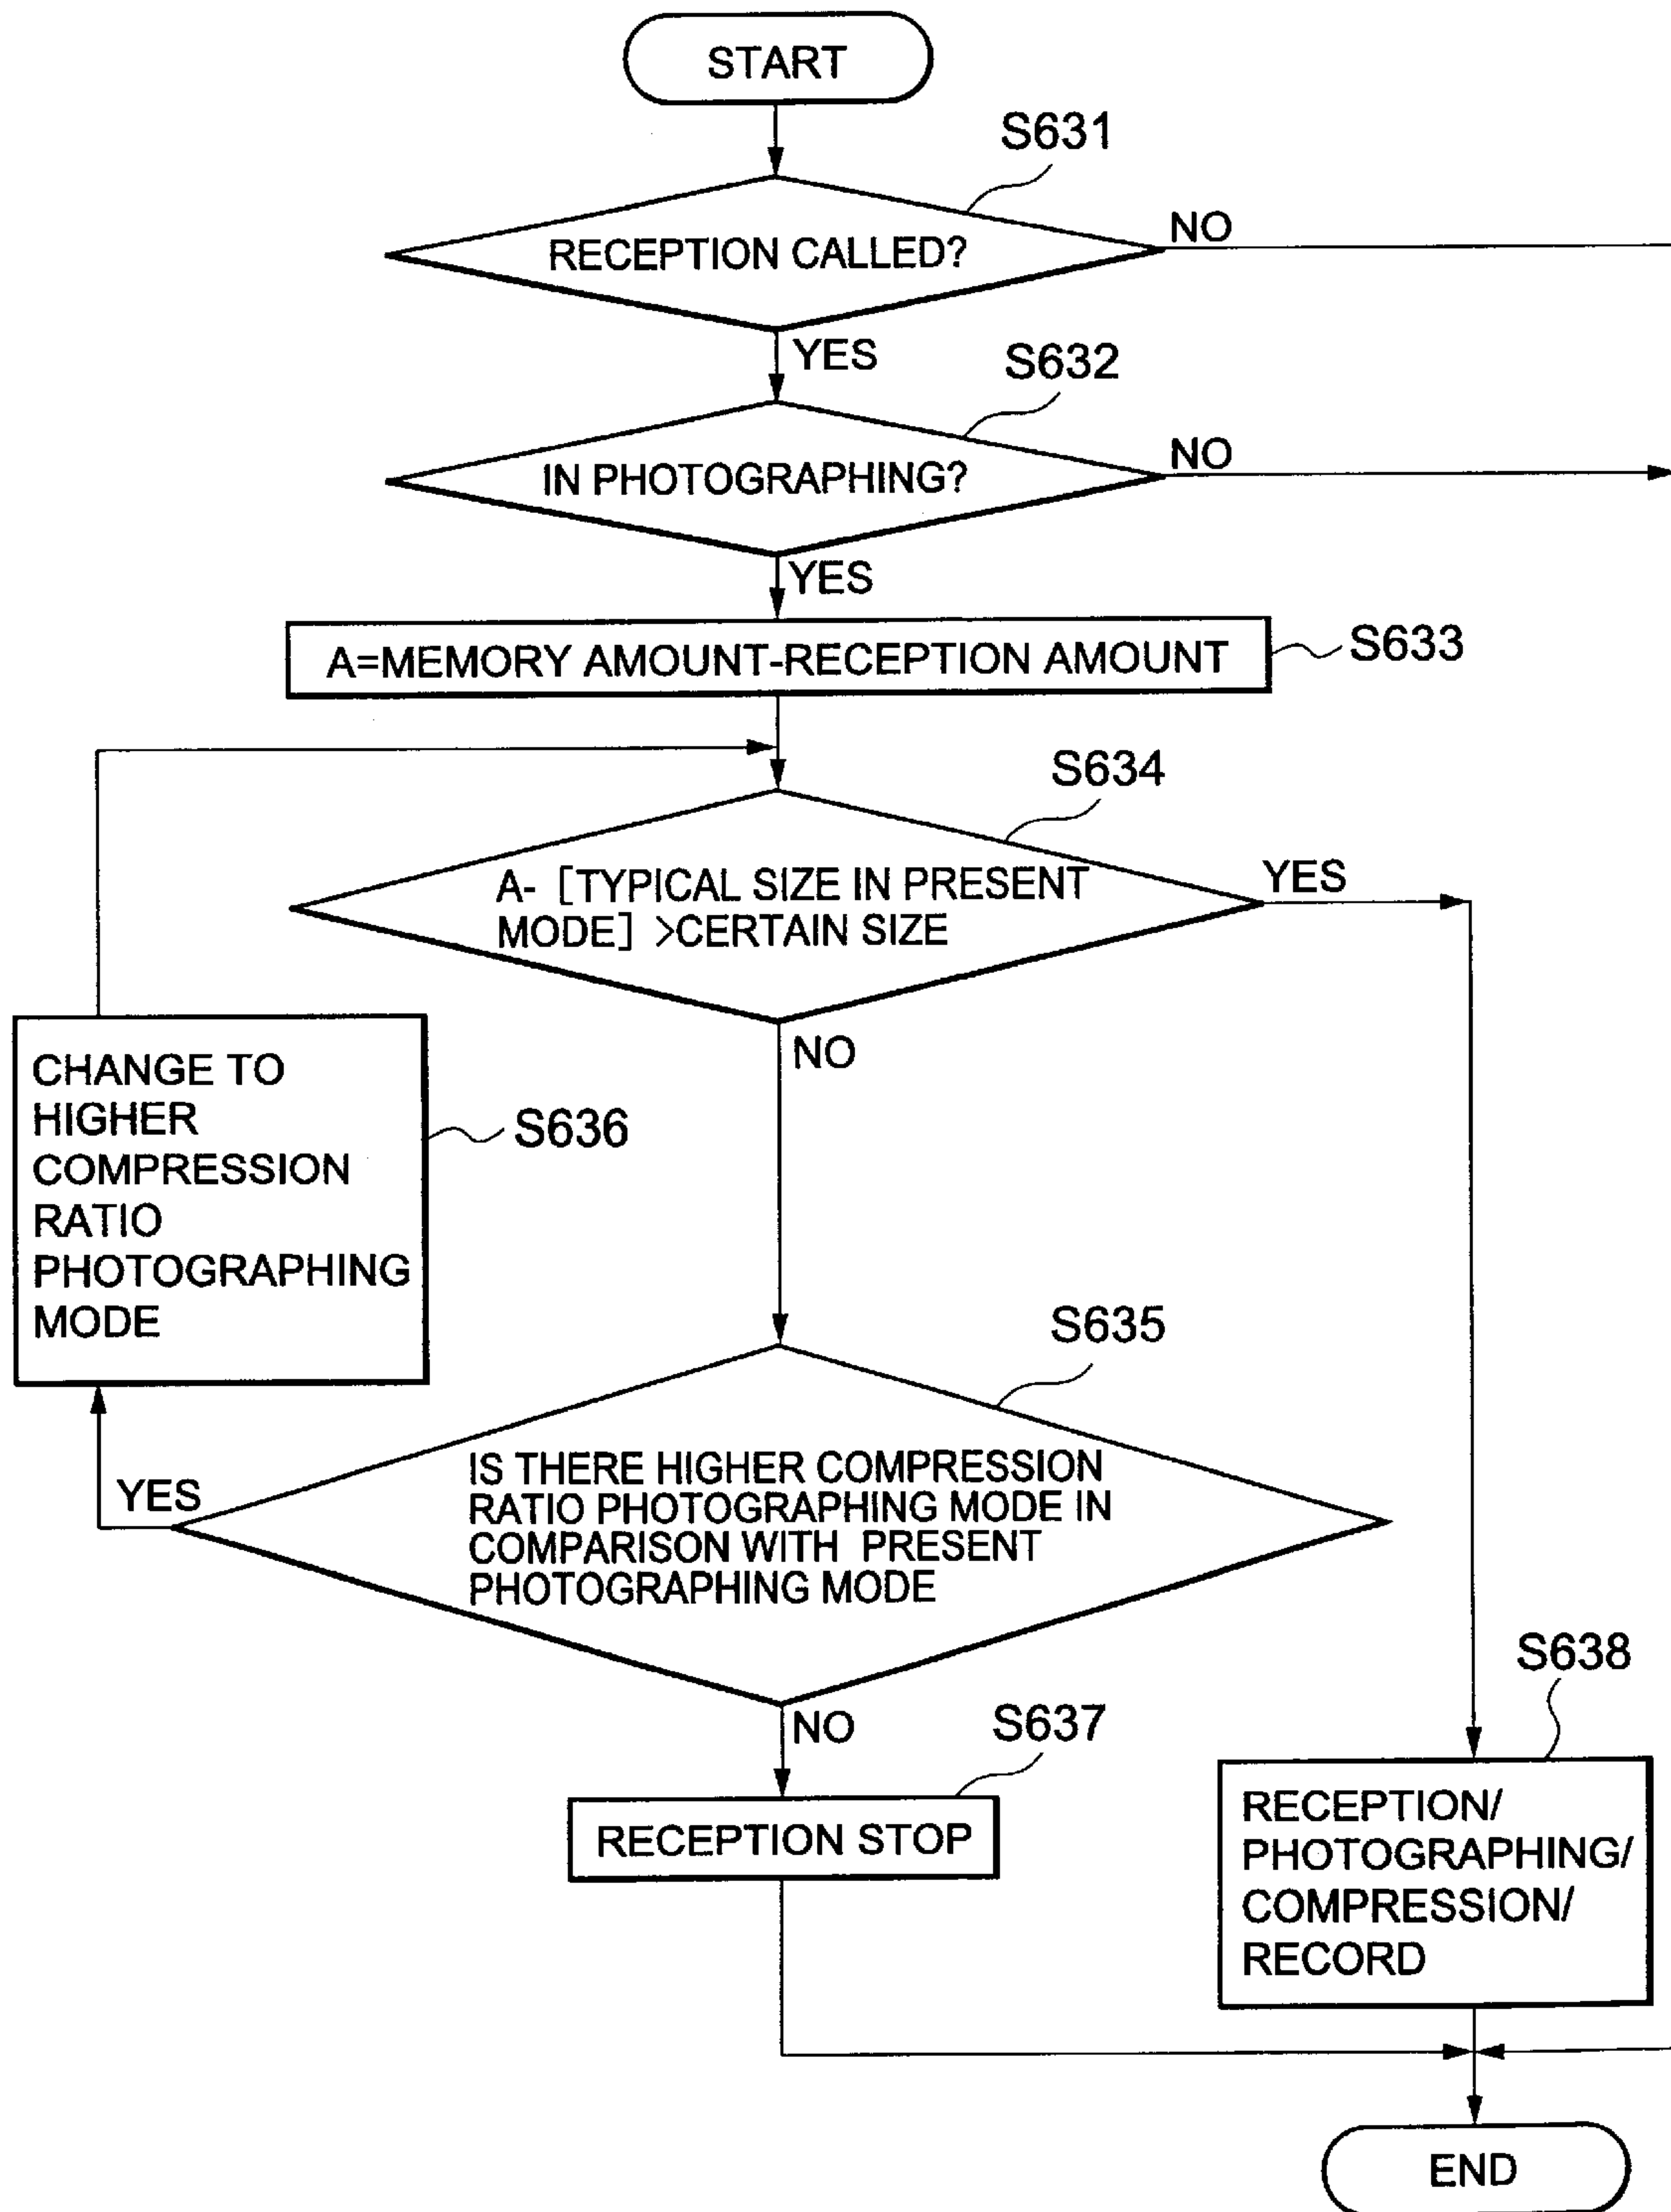 START
S631
RECEPTION CALLED?
NO
YES
S632
IN PHOTOGRAPHING?
NO
YES
A=MEMORY AMOUNT-RECEPTION AMOUNT
S633
S634
A- [TYPICAL SIZE IN PRESENT
MODE] >CERTAIN SIZE
YES
NO
CHANGE TO
HIGHER
COMPRESSION
RATIO
PHOTOGRAPHING
MODE
S636
S635
IS THERE HIGHER COMPRESSION
RATIO PHOTOGRAPHING MODE IN
COMPARISON WITH PRESENT
PHOTOGRAPHING MODE
YES
NO
S637
RECEPTION STOP
S638
RECEPTION/
PHOTOGRAPHING/
COMPRESSION/
RECORD
END